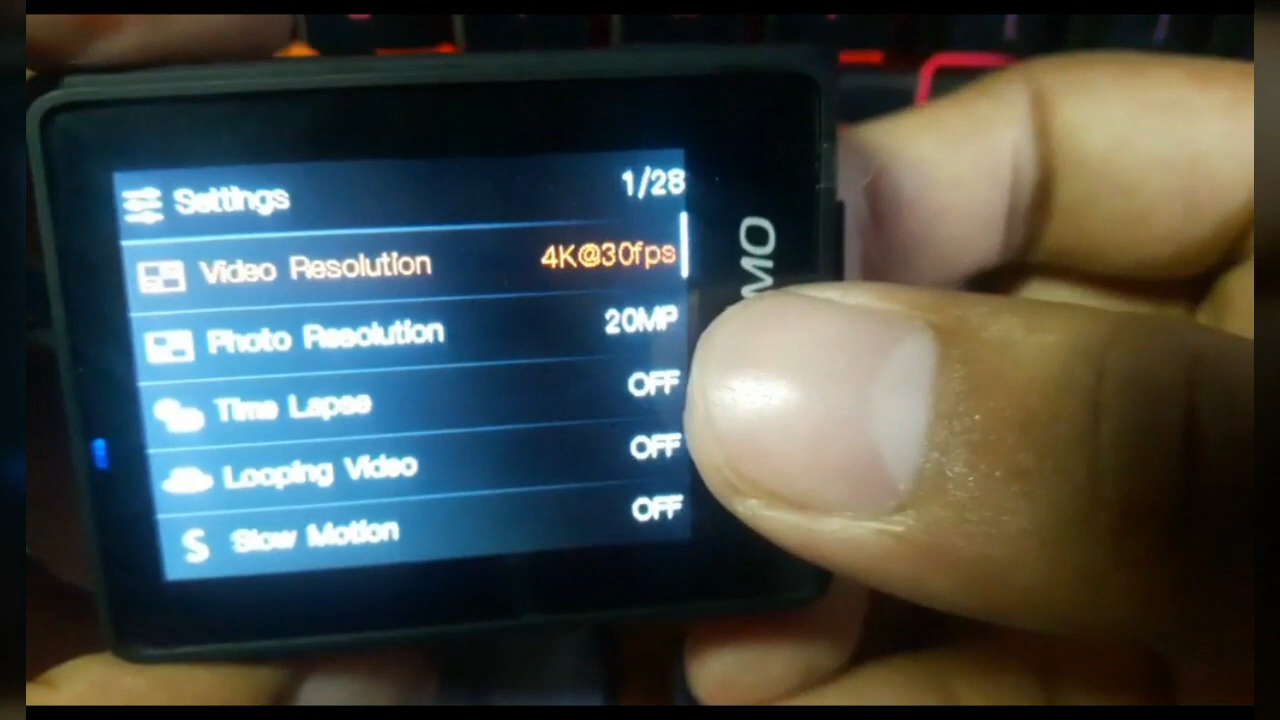 Settings 1/28
Video Resolution 4K@30fps
Photo Resolution 20MP
Time Lapse OFF
Looping Video OFF
S Slow Motion OFF